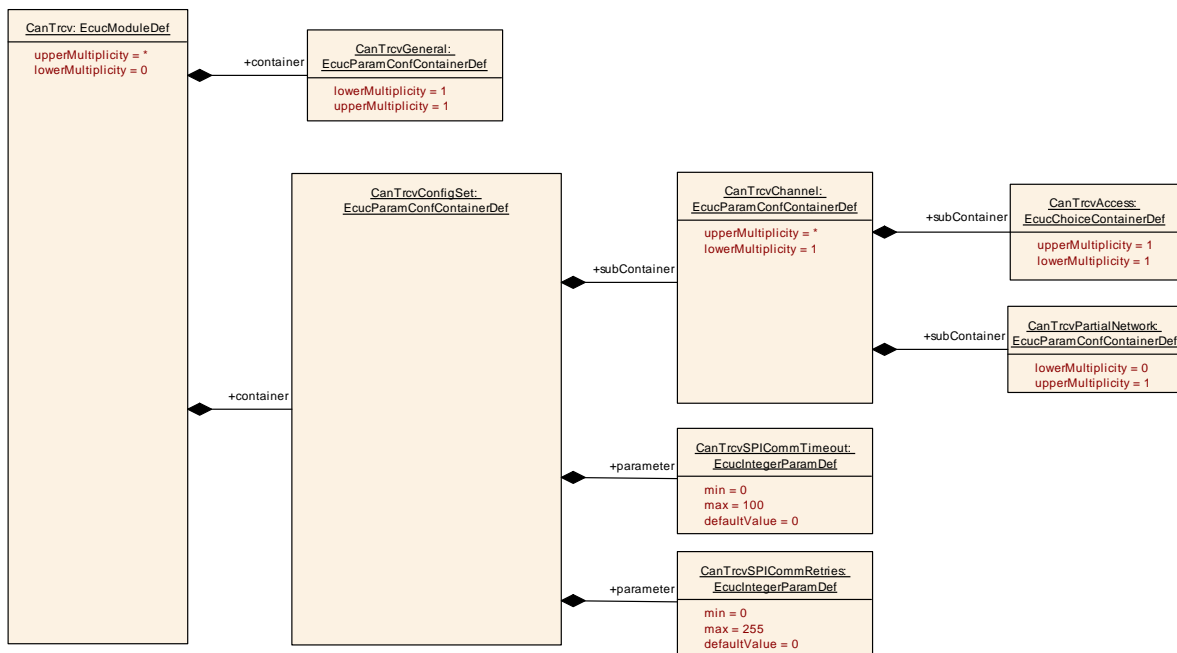 CanTrcv: EcucModuleDef
upperMultiplicity = *
lowerMultiplicity = 0
+container
CanTrcvGeneral:
EcucParamConfContainerDef
lowerMultiplicity = 1
upperMultiplicity = 1
+container
CanTrcvConfigSet:
EcucParamConfContainerDef
+subContainer
CanTrcvChannel:
EcucParamConfContainerDef
upperMultiplicity = *
lowerMultiplicity = 1
+subContainer
CanTrcvAccess:
EcucChoiceContainerDef
upperMultiplicity = 1
lowerMultiplicity = 1
+subContainer
CanTrcvPartialNetwork:
EcucParamConfContainerDef
lowerMultiplicity = 0
upperMultiplicity = 1
+parameter
CanTrcvSPICommTimeout:
EcucIntegerParamDef
min = 0
max = 100
defaultValue = 0
+parameter
CanTrcvSPICommRetries:
EcucIntegerParamDef
min = 0
max = 255
defaultValue = 0